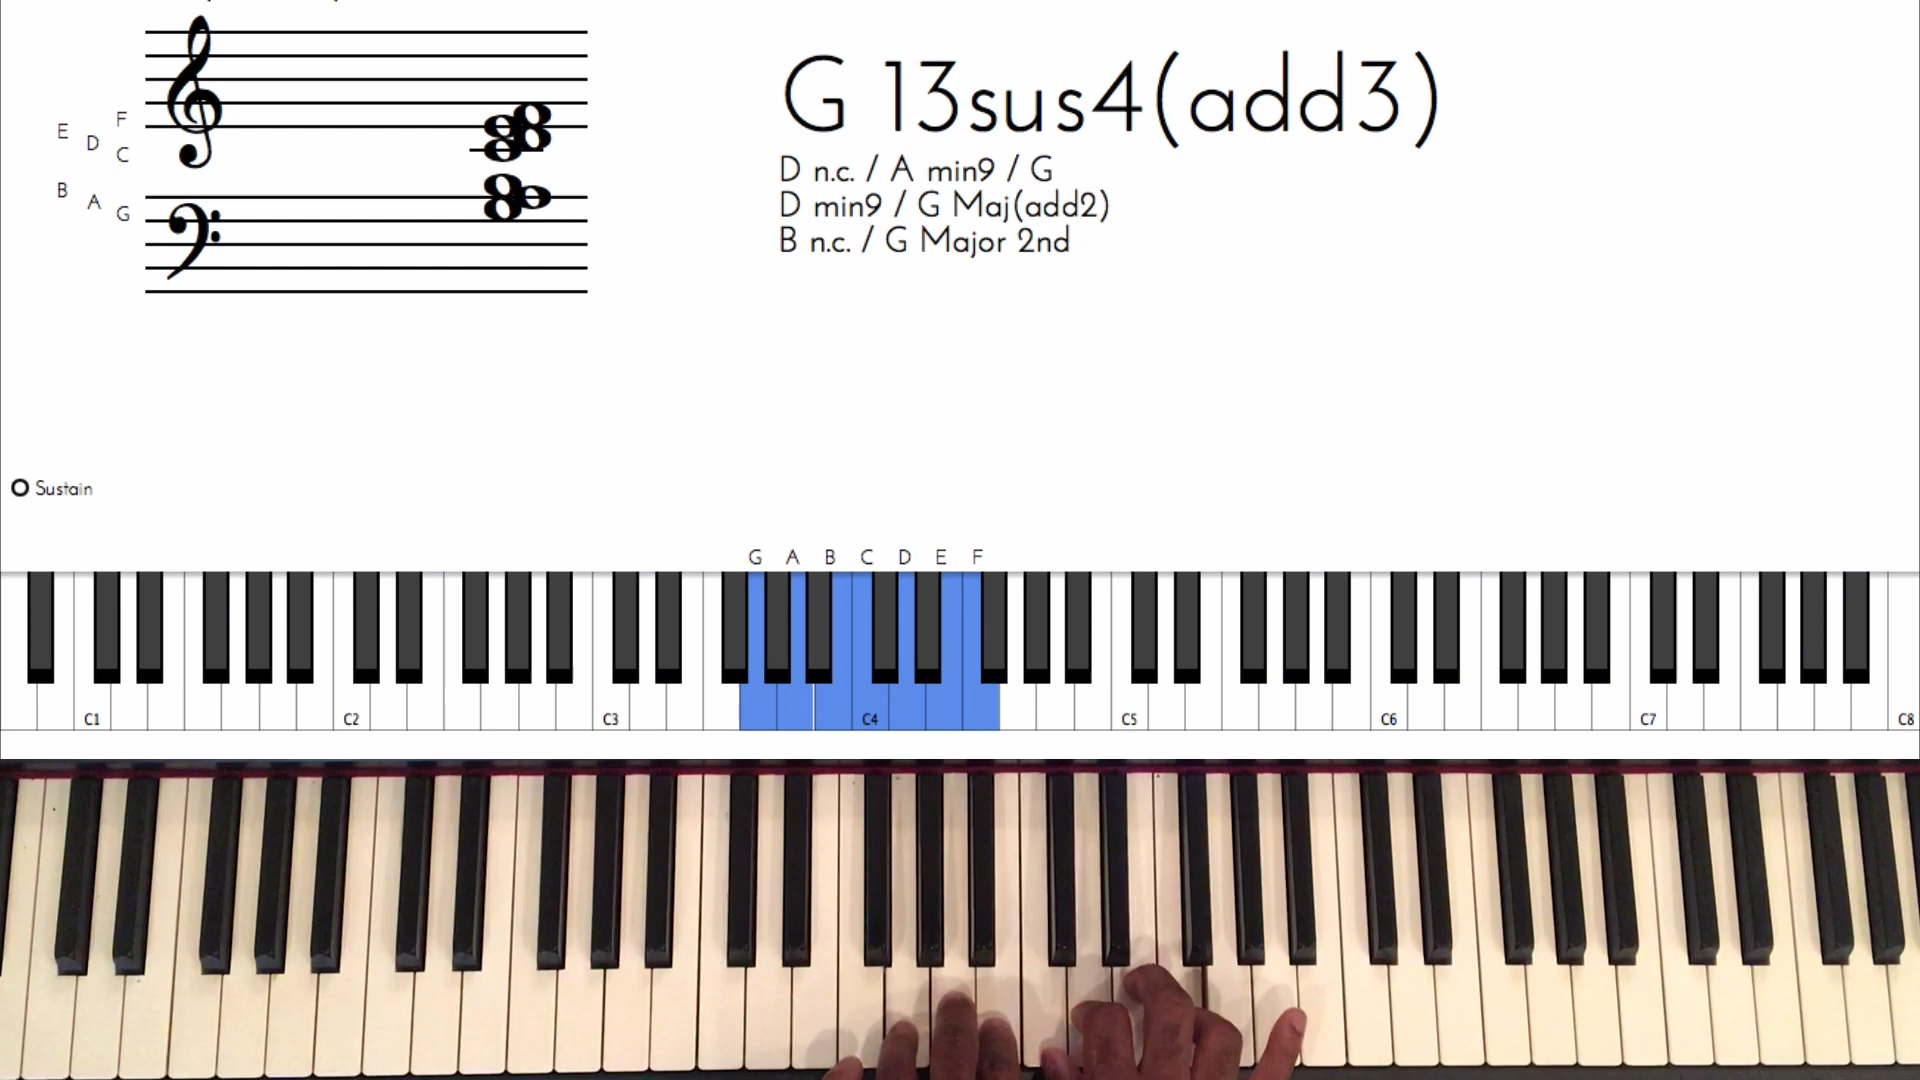 G 13sus4(add3)
D n.c. / A min9 / G
D min9 / G Maj(add2)
B n.c. / G Major 2nd
F
E
D
C
B
A
G
Sustain
G A B C D E F
C1 C2 C3 C4 C5 C6 C7 C8